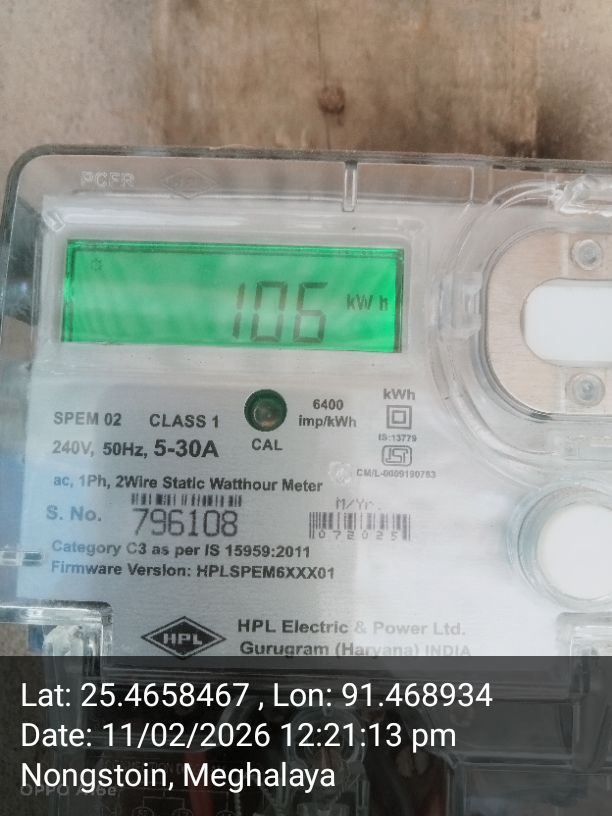 106 kWh
SPEM 02 CLASS 1
6400
imp/kWh
kWh
240V, 50Hz, 5-30A
CAL
IS:13779
ISI
CM/L-0009190763
ac, 1Ph, 2Wire Static Watthour Meter
M/Yr.
S. No. 796108
072025
Category C3 as per IS 15959:2011
Firmware Version: HPLSPEM6XXX01
HPL
HPL Electric & Power Ltd.
Gurugram (Haryana) INDIA
Lat: 25.4658467 , Lon: 91.468934
Date: 11/02/2026 12:21:13 pm
Nongstoin, Meghalaya